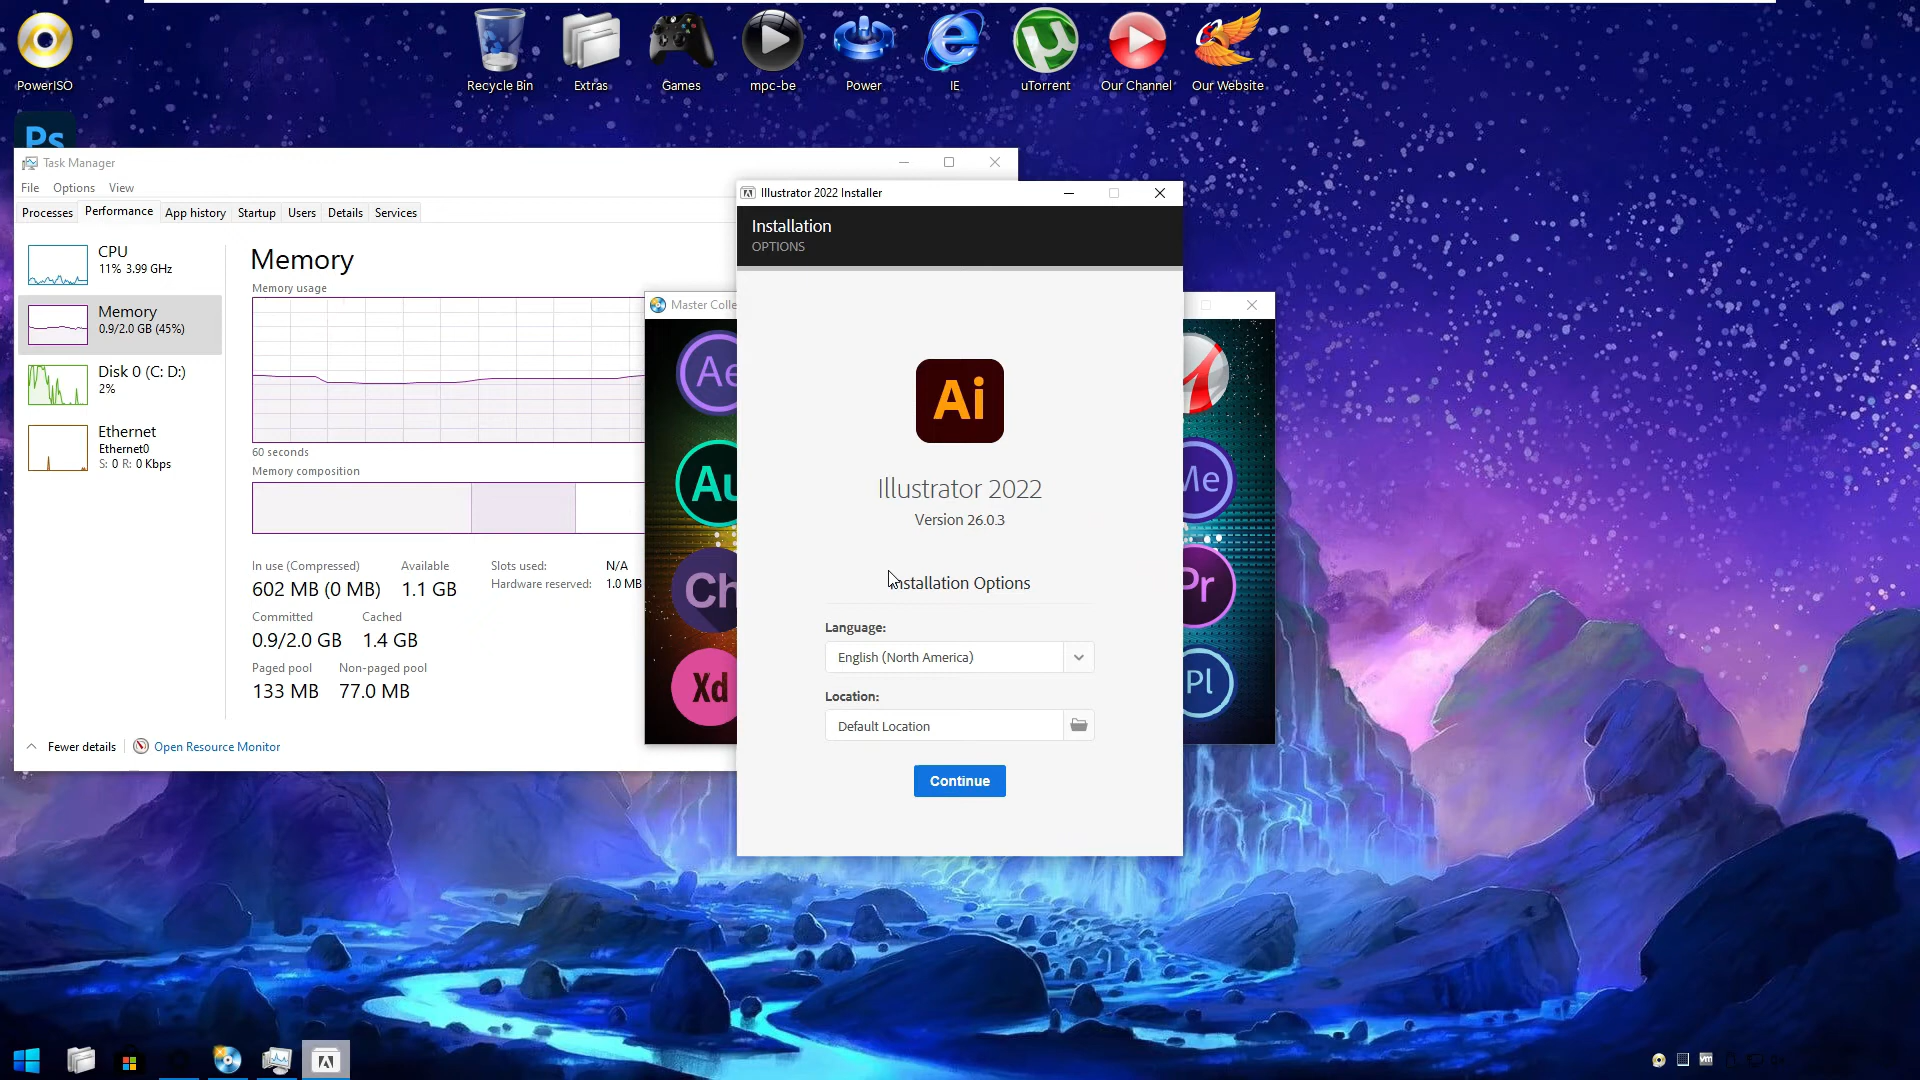 PowerISO
Recycle Bin
Extras
Games
mpc-be
Power
IE
uTorrent
Our Channel
Our Website
Ps
Task Manager
File Options View
Processes Performance App history Startup Users Details Services
CPU
11% 3.99 GHz
Memory
0.9/2.0 GB (45%)
Disk 0 (C: D:)
2%
Ethernet
Ethernet0
S: 0 R: 0 Kbps
Memory
Memory usage
60 seconds
Memory composition
In use (Compressed) Available Slots used: N/A
602 MB (0 MB) 1.1 GB Hardware reserved: 1.0 MB
Committed Cached
0.9/2.0 GB 1.4 GB
Paged pool Non-paged pool
133 MB 77.0 MB
Fewer details Open Resource Monitor
Master Colle
Ae
Au
Ch
Xd
Me
Pr
Pl
Illustrator 2022 Installer
Installation
OPTIONS
Ai
Illustrator 2022
Version 26.0.3
Installation Options
Language:
English (North America)
Location:
Default Location
Continue
vm